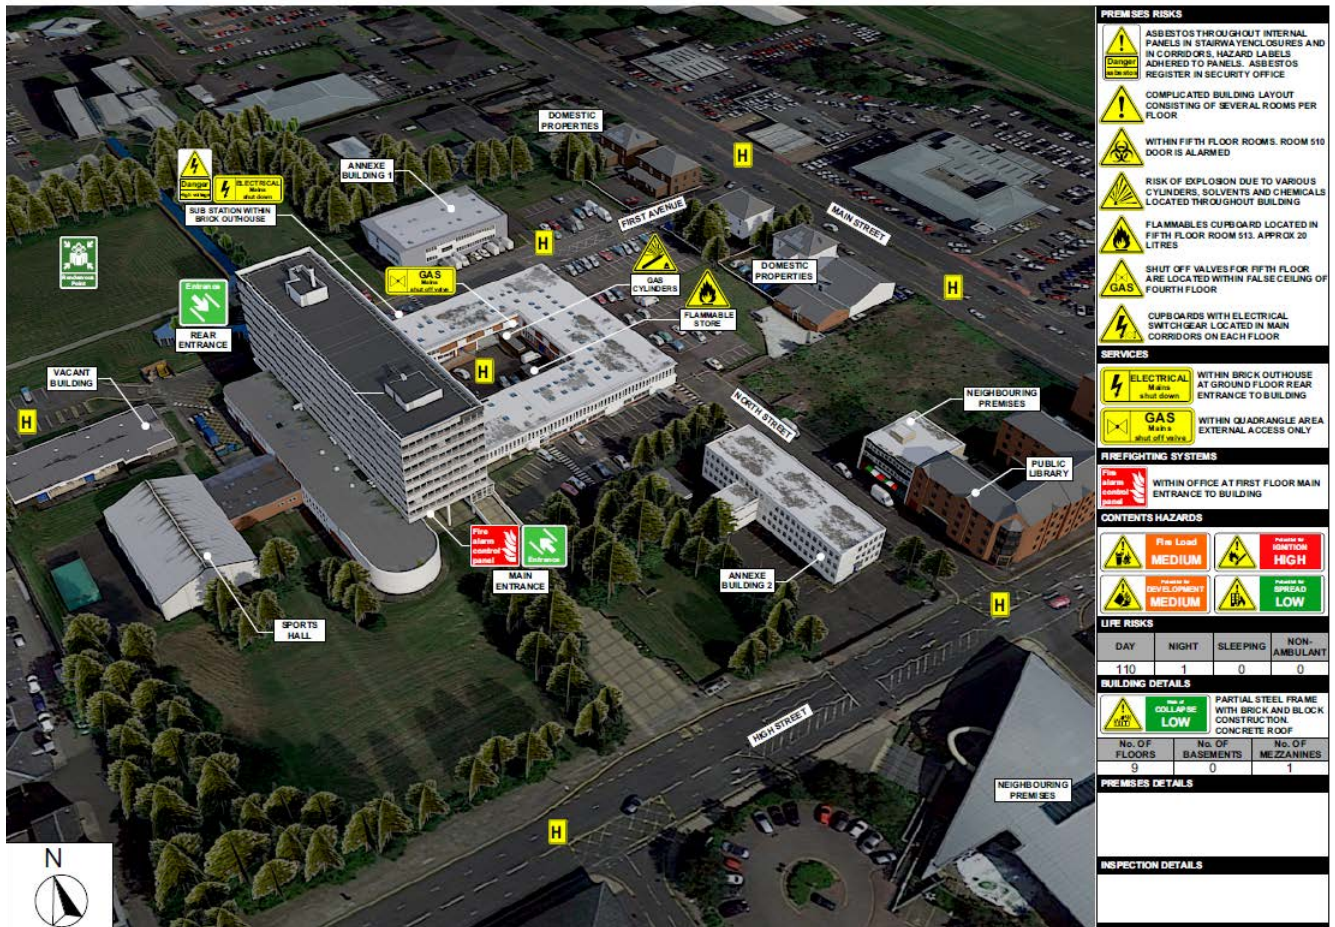 DOMESTIC
PROPERTIES
ANNEXE
BUILDING 1
Danger
High voltage
ELECTRICAL
Mains
shut down
SUB STATION WITHIN
BRICK OUTHOUSE
H
FIRST AVENUE
MAIN STREET
H
Rendezvous
Point
Entrance
REAR
ENTRANCE
GAS
Mains
shut off valve
GAS
CYLINDERS
DOMESTIC
PROPERTIES
H
FLAMMABLE
STORE
VACANT
BUILDING
H
H
NORTH STREET
NEIGHBOURING
PREMISES
PUBLIC
LIBRARY
Fire
alarm
control
panel
Entrance
MAIN
ENTRANCE
ANNEXE
BUILDING 2
H
SPORTS
HALL
HIGH STREET
NEIGHBOURING
PREMISES
H
N
PREMISES RISKS
Danger
asbestos
ASBESTOS THROUGHOUT INTERNAL
PANELS IN STAIRWAY ENCLOSURES AND
IN CORRIDORS, HAZARD LABELS
ADHERED TO PANELS. ASBESTOS
REGISTER IN SECURITY OFFICE
COMPLICATED BUILDING LAYOUT
CONSISTING OF SEVERAL ROOMS PER
FLOOR
WITHIN FIFTH FLOOR ROOMS. ROOM 510
DOOR IS ALARMED
RISK OF EXPLOSION DUE TO VARIOUS
CYLINDERS, SOLVENTS AND CHEMICALS
LOCATED THROUGHOUT BUILDING
FLAMMABLES CUPBOARD LOCATED IN
FIFTH FLOOR ROOM 513. APPROX 20
LITRES
GAS
SHUT OFF VALVES FOR FIFTH FLOOR
ARE LOCATED WITHIN FALSE CEILING OF
FOURTH FLOOR
CUPBOARDS WITH ELECTRICAL
SWITCHGEAR LOCATED IN MAIN
CORRIDORS ON EACH FLOOR
SERVICES
ELECTRICAL
Mains
shut down
WITHIN BRICK OUTHOUSE
AT GROUND FLOOR REAR
ENTRANCE TO BUILDING
GAS
Mains
shut off valve
WITHIN QUADRANGLE AREA
EXTERNAL ACCESS ONLY
FIREFIGHTING SYSTEMS
Fire
alarm
control
panel
WITHIN OFFICE AT FIRST FLOOR MAIN
ENTRANCE TO BUILDING
CONTENTS HAZARDS
Fire Load
MEDIUM
Potential for
IGNITION
HIGH
Potential for
DEVELOPMENT
MEDIUM
Potential for
SPREAD
LOW
LIFE RISKS
DAY NIGHT SLEEPING NON-
AMBULANT
110 1 0 0
BUILDING DETAILS
Risk of
COLLAPSE
LOW
PARTIAL STEEL FRAME
WITH BRICK AND BLOCK
CONSTRUCTION.
CONCRETE ROOF
No. OF
FLOORS
No. OF
BASEMENTS
No. OF
MEZZANINES
9 0 1
PREMISES DETAILS
INSPECTION DETAILS